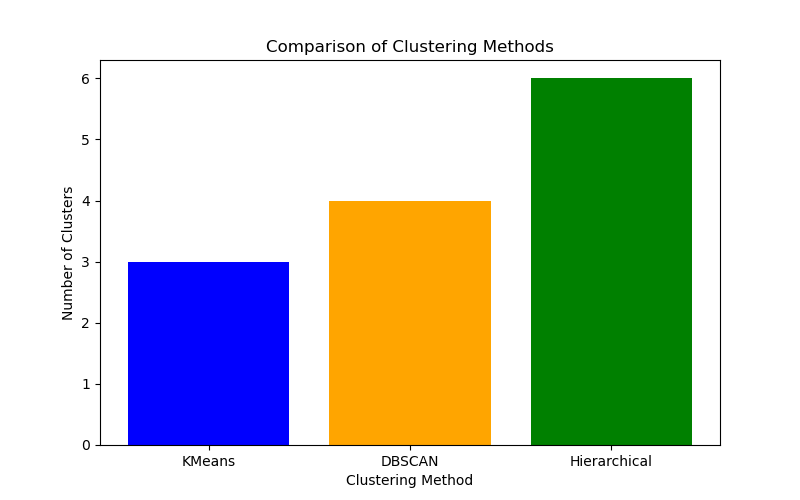 Comparison of Clustering Methods
6
5
4
3
2
1
0
Number of Clusters
KMeans DBSCAN Hierarchical
Clustering Method